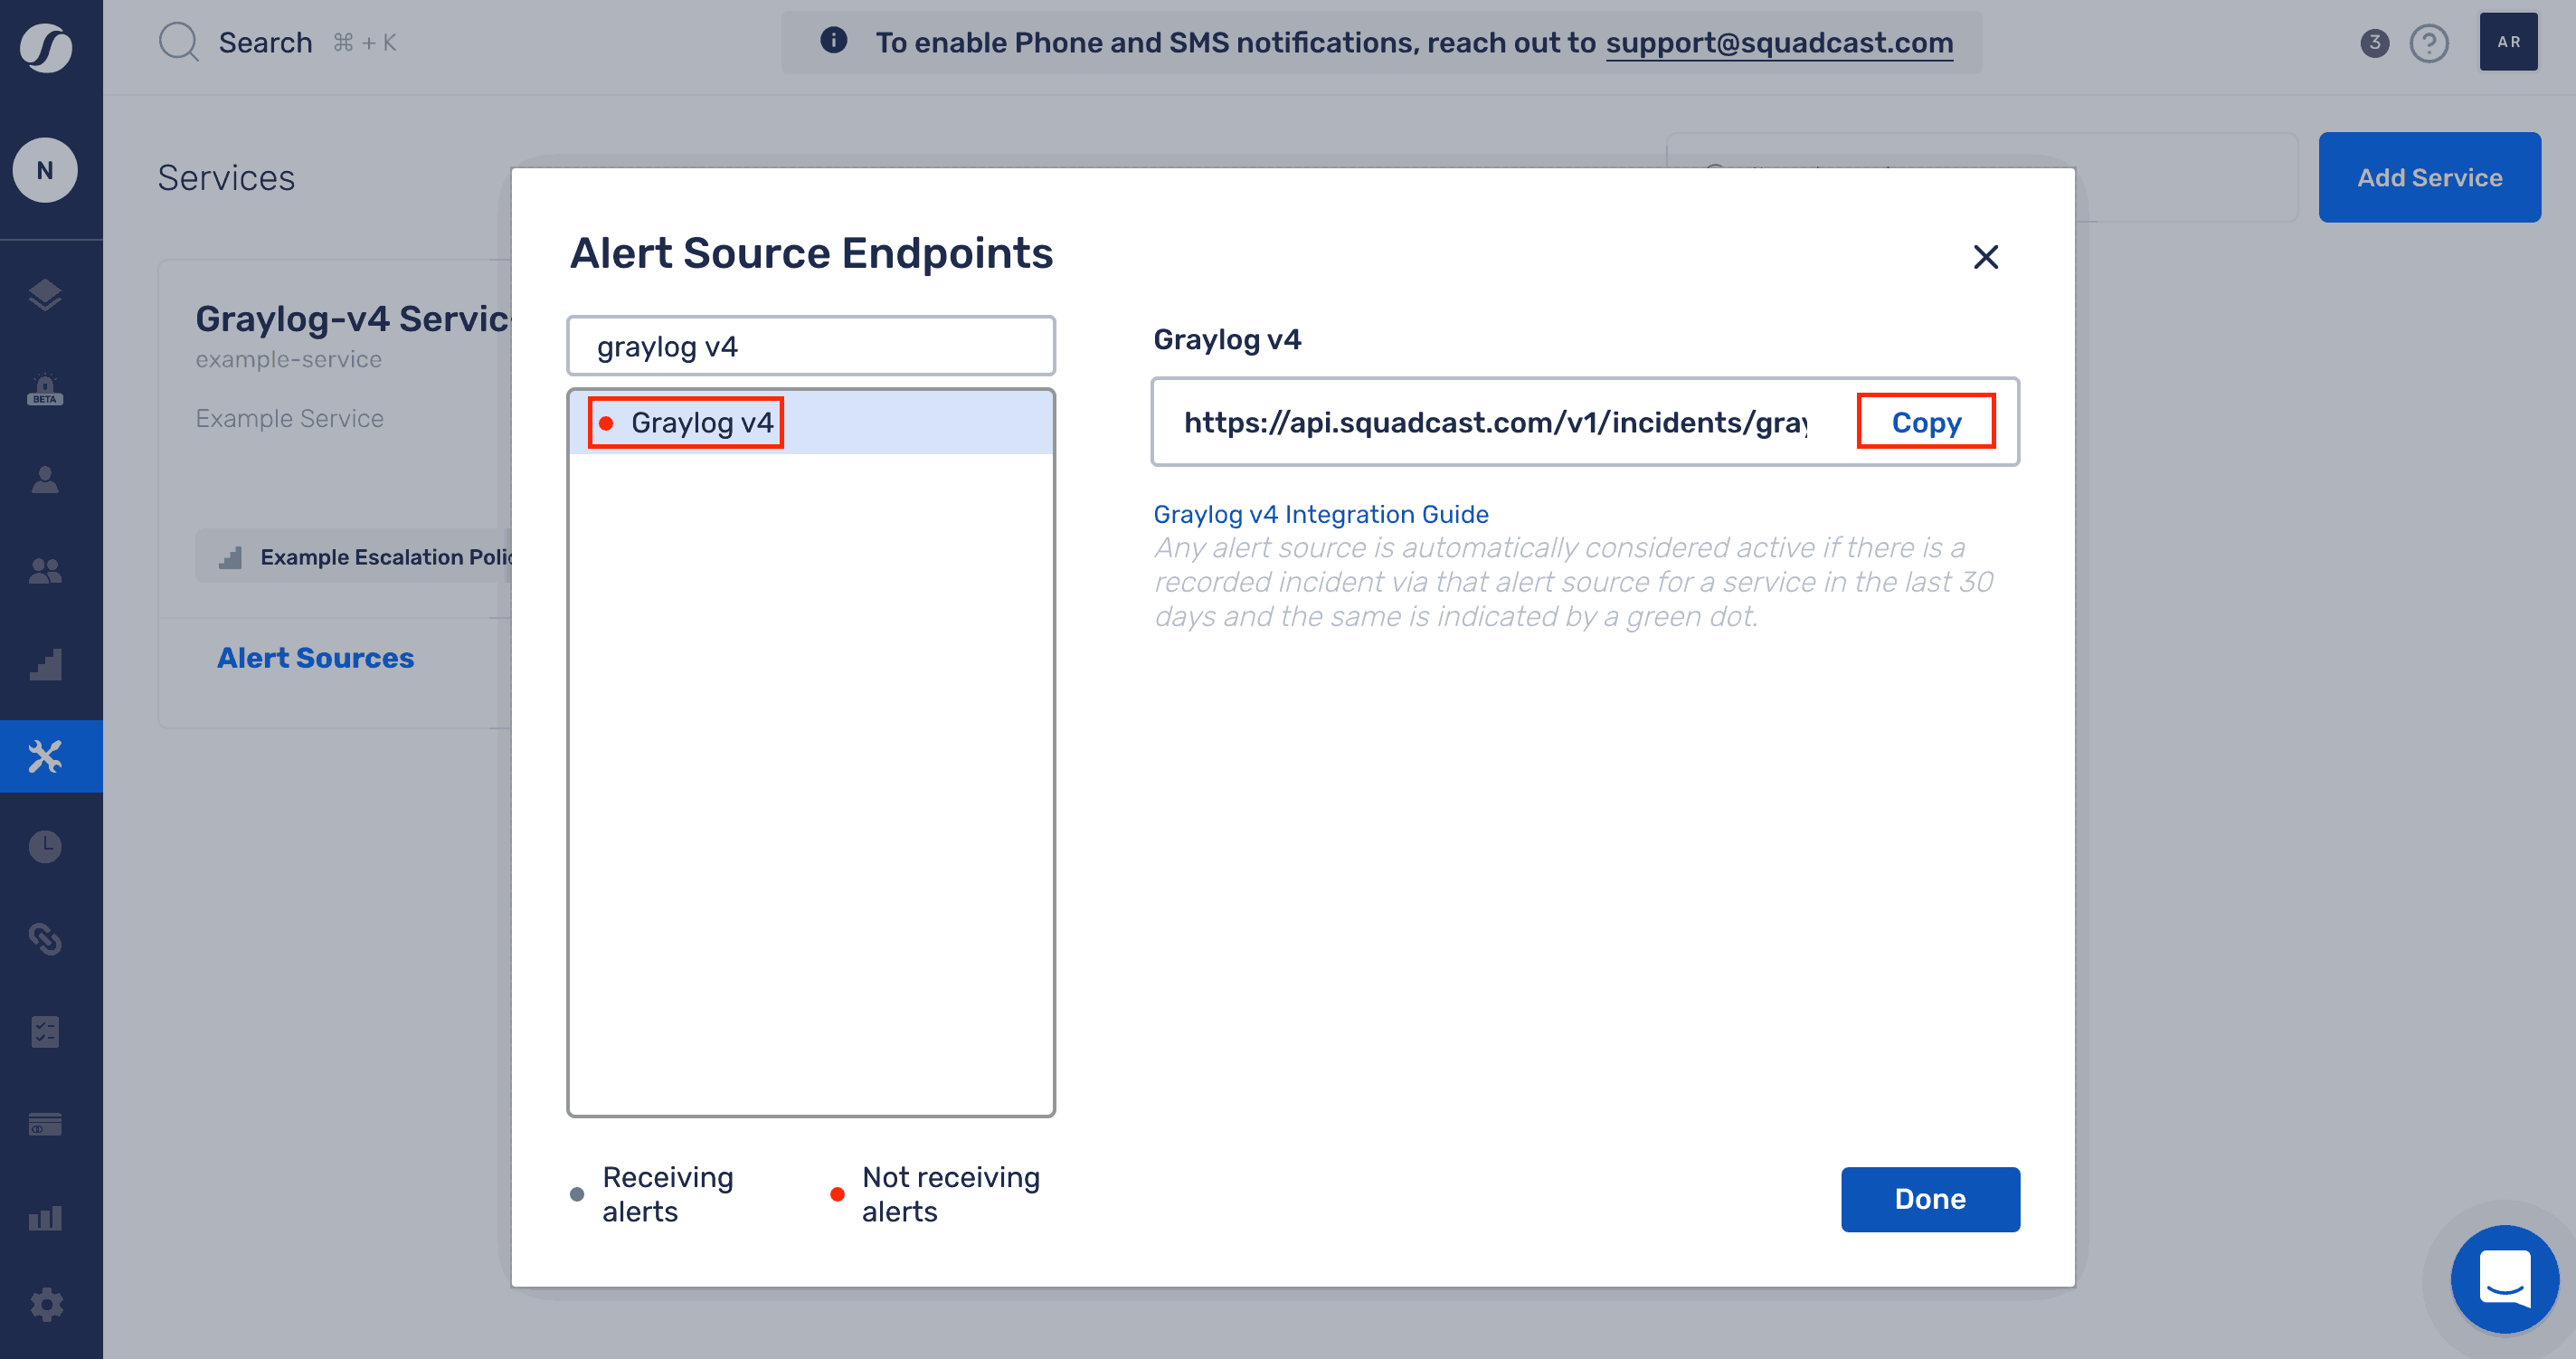 Search ⌘ + K
To enable Phone and SMS notifications, reach out to support@squadcast.com
3
AR
N
Services
Add Service
BETA
Graylog-v4 Servic
example-service
Example Service
Example Escalation Polic
Alert Sources
Alert Source Endpoints
graylog v4
Graylog v4
Receiving
alerts
Not receiving
alerts
Graylog v4
https://api.squadcast.com/v1/incidents/gray
Copy
Graylog v4 Integration Guide
Any alert source is automatically considered active if there is a
recorded incident via that alert source for a service in the last 30
days and the same is indicated by a green dot.
Done